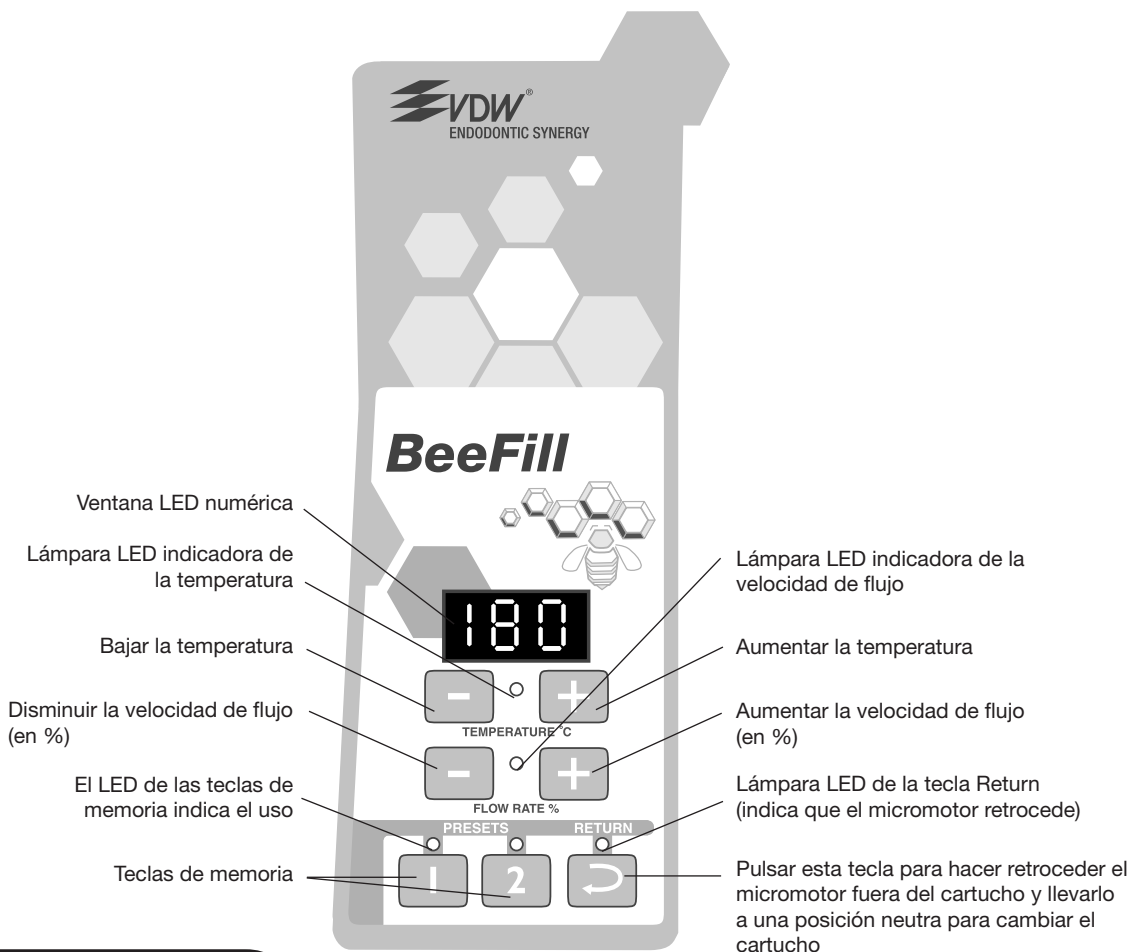 VDW®
ENDODONTIC SYNERGY
BeeFill
Ventana LED numérica
Lámpara LED indicadora de
la temperatura
Bajar la temperatura
Disminuir la velocidad de flujo
(en %)
El LED de las teclas de
memoria indica el uso
Teclas de memoria
180
- +
TEMPERATURE °C
- +
FLOW RATE %
PRESETS RETURN
1 2
Lámpara LED indicadora de la
velocidad de flujo
Aumentar la temperatura
Aumentar la velocidad de flujo
(en %)
Lámpara LED de la tecla Return
(indica que el micromotor retrocede)
Pulsar esta tecla para hacer retroceder el
micromotor fuera del cartucho y llevarlo
a una posición neutra para cambiar el
cartucho